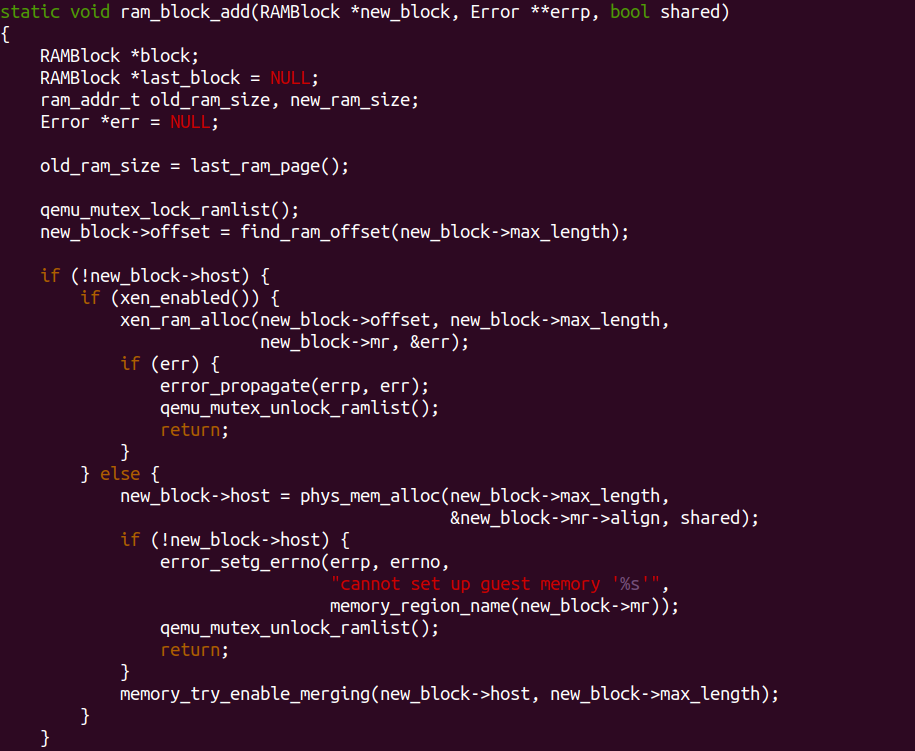 static void ram_block_add(RAMBlock *new_block, Error **errp, bool shared)
{
    RAMBlock *block;
    RAMBlock *last_block = NULL;
    ram_addr_t old_ram_size, new_ram_size;
    Error *err = NULL;

    old_ram_size = last_ram_page();

    qemu_mutex_lock_ramlist();
    new_block->offset = find_ram_offset(new_block->max_length);

    if (!new_block->host) {
        if (xen_enabled()) {
            xen_ram_alloc(new_block->offset, new_block->max_length,
                          new_block->mr, &err);
            if (err) {
                error_propagate(errp, err);
                qemu_mutex_unlock_ramlist();
                return;
            }
        } else {
            new_block->host = phys_mem_alloc(new_block->max_length,
                                             &new_block->mr->align, shared);
            if (!new_block->host) {
                error_setg_errno(errp, errno,
                                 "cannot set up guest memory '%s'",
                                 memory_region_name(new_block->mr));
                qemu_mutex_unlock_ramlist();
                return;
            }
            memory_try_enable_merging(new_block->host, new_block->max_length);
        }
    }